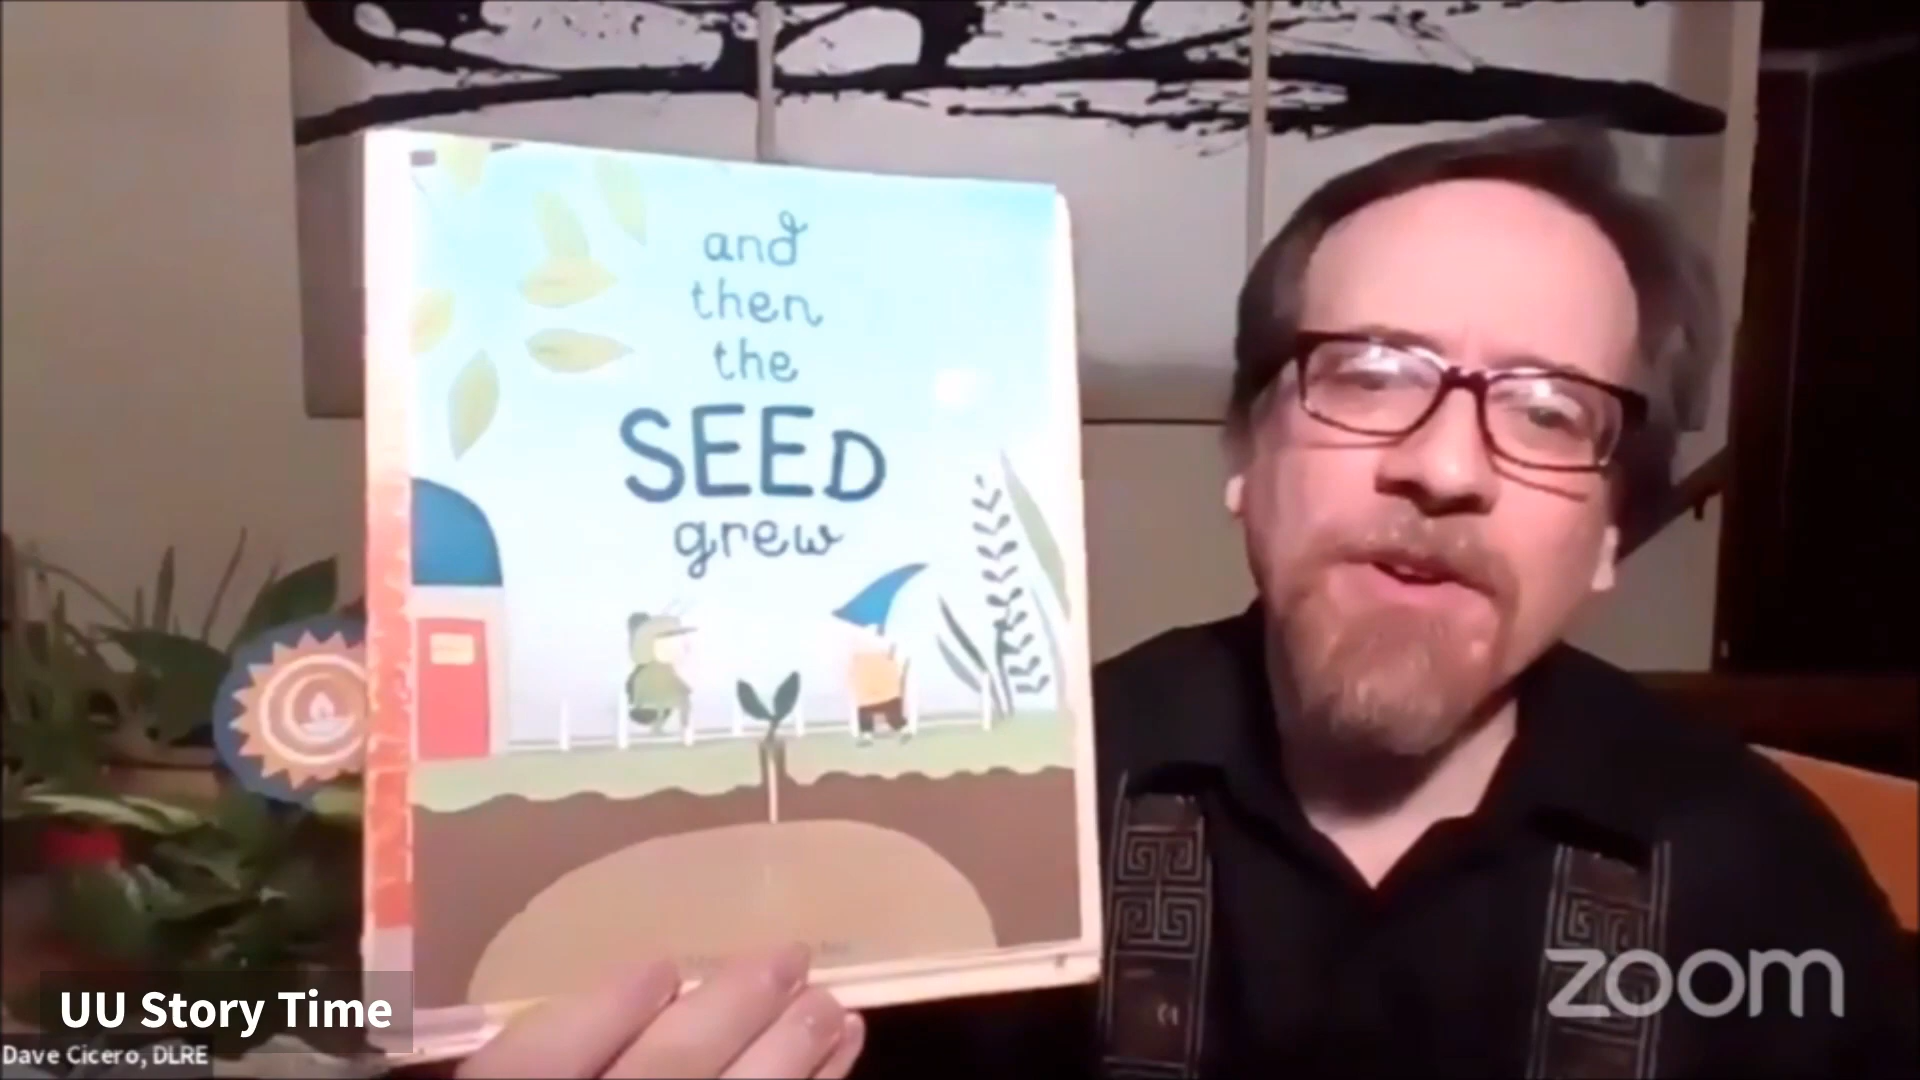 and
then
the
SEED
grew
UU Story Time
Dave Cicero, DLRE
zoom